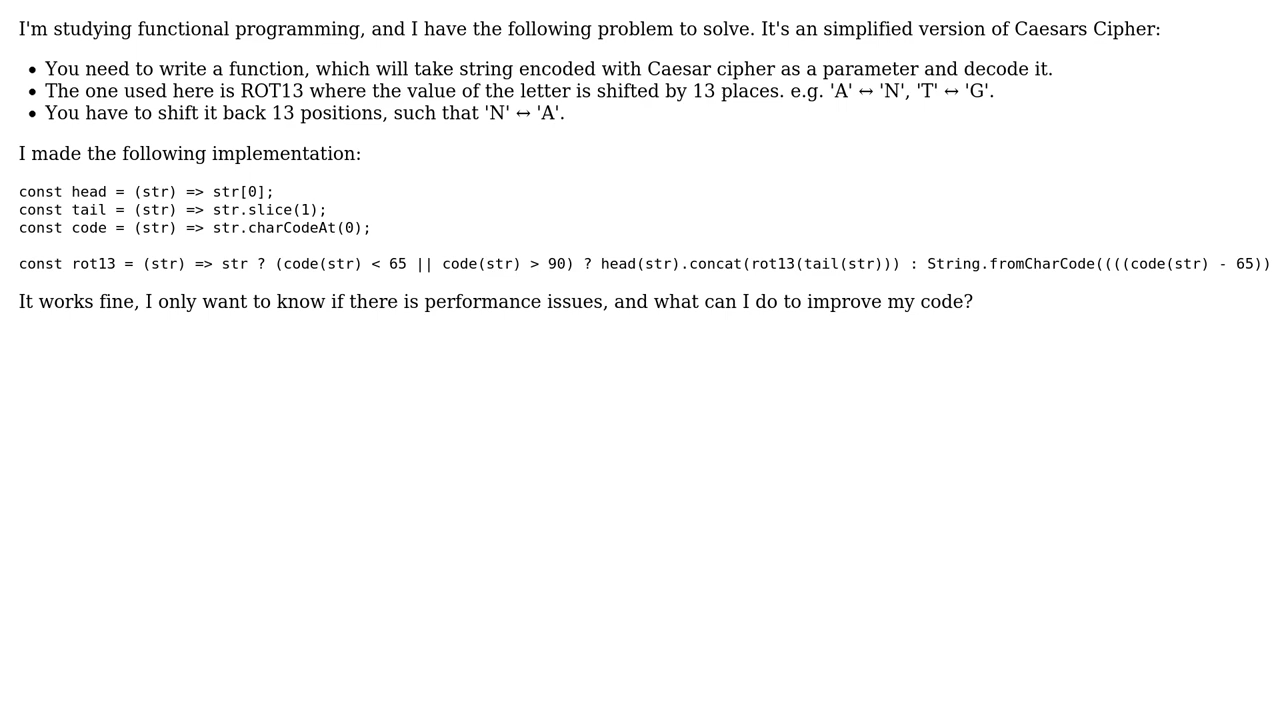 I'm studying functional programming, and I have the following problem to solve. It's an simplified version of Caesars Cipher:
• You need to write a function, which will take string encoded with Caesar cipher as a parameter and decode it.
• The one used here is ROT13 where the value of the letter is shifted by 13 places. e.g. 'A' ↔ 'N', 'T' ↔ 'G'.
• You have to shift it back 13 positions, such that 'N' ↔ 'A'.
I made the following implementation:
const head = (str) => str[0];
const tail = (str) => str.slice(1);
const code = (str) => str.charCodeAt(0);
const rot13 = (str) => str ? (code(str) < 65 || code(str) > 90) ? head(str).concat(rot13(tail(str))) : String.fromCharCode((((code(str) - 65))
It works fine, I only want to know if there is performance issues, and what can I do to improve my code?